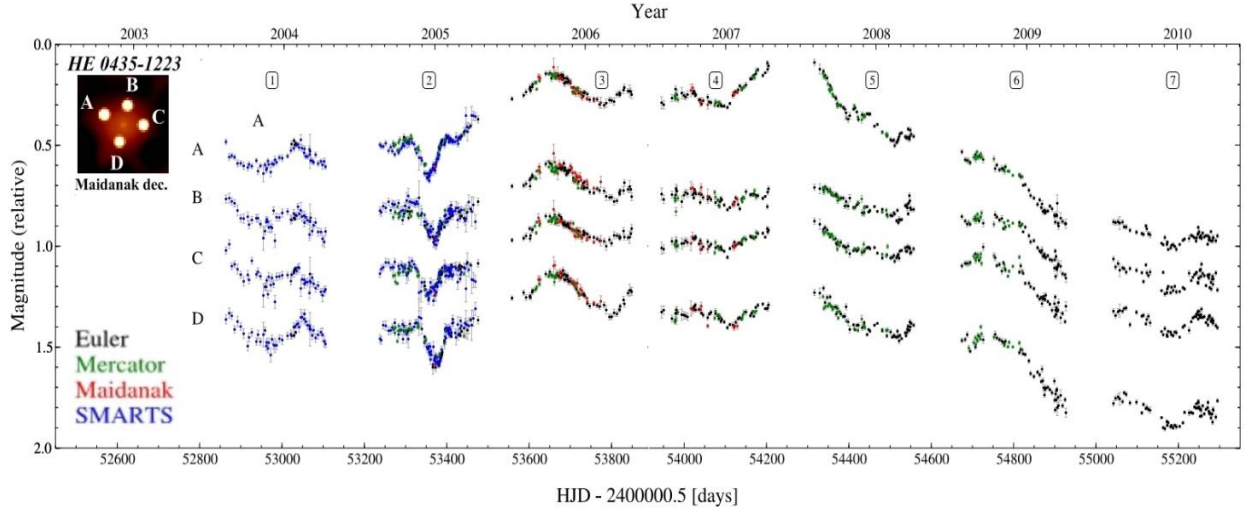 Year
2003 2004 2005 2006 2007 2008 2009 2010
0.0
HE 0435-1223
B
A
C
D
Maidanak dec.
1 2 3 4 5 6 7
A
A
B
C
D
0.5
1.0
1.5
2.0
Magnitude (relative)
Euler
Mercator
Maidanak
SMARTS
52600 52800 53000 53200 53400 53600 53800 54000 54200 54400 54600 54800 55000 55200
HJD - 2400000.5 [days]